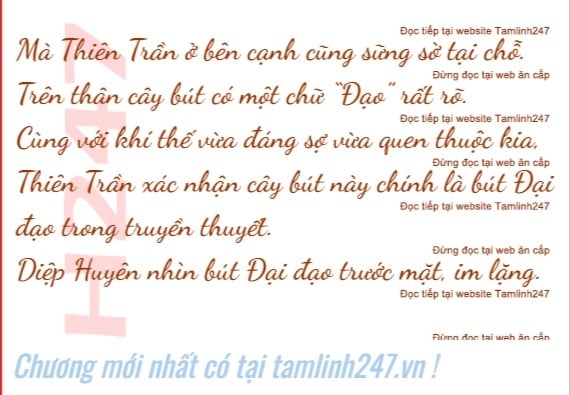 Đọc tiếp tại website Tamlinh247
Mà Thiên Trần ở bên cạnh cũng sững sờ tại chỗ.
Đừng đọc tại web ăn cắp
Trên thân cây bút có một chữ “Đạo” rất rõ.
Đọc tiếp tại website Tamlinh247
Cùng với khí thế vừa đáng sợ vừa quen thuộc kia,
Đừng đọc tại web ăn cắp
Thiên Trần xác nhận cây bút này chính là bút Đại
Đọc tiếp tại website Tamlinh247
đạo trong truyền thuyết.
Đừng đọc tại web ăn cắp
Diệp Huyên nhìn bút Đại đạo trước mặt, im lặng.
Đọc tiếp tại website Tamlinh247
Đừng đọc tại web ăn cắp
Chương mới nhất có tại tamlinh247.vn !
H247